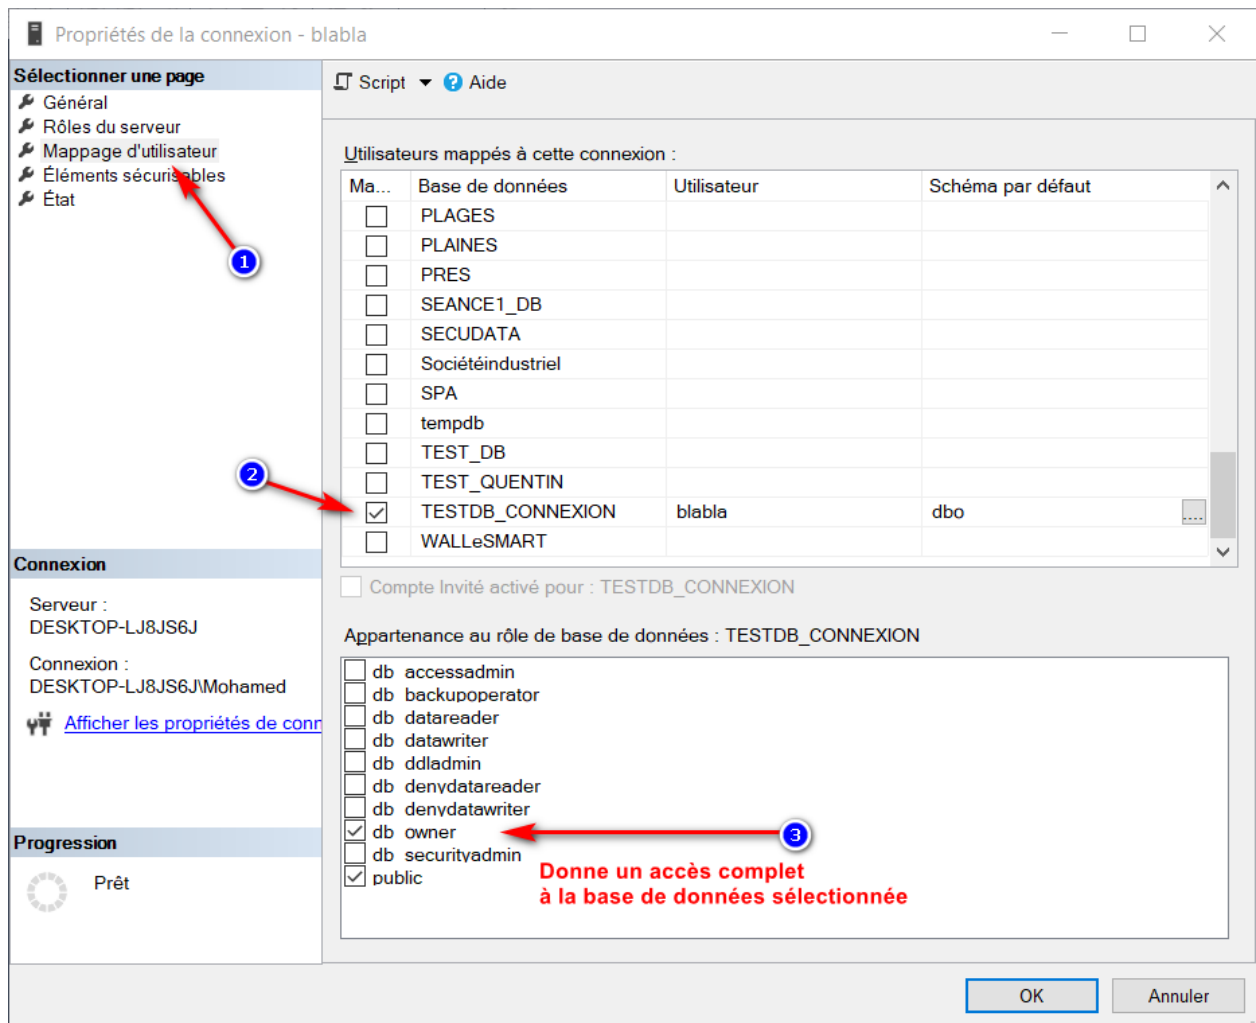 Propriétés de la connexion - blabla
Sélectionner une page
Général
Rôles du serveur
Mappage d'utilisateur
Éléments sécurisables
État
1
Script
Aide
Utilisateurs mappés à cette connexion :
Ma... Base de données Utilisateur Schéma par défaut
PLAGES
PLAINES
PRES
SEANCE1_DB
SECUDATA
Sociétéindustriel
SPA
tempdb
TEST_DB
TEST_QUENTIN
2
TESTDB_CONNEXION blabla dbo ....
WALLeSMART
Compte Invité activé pour : TESTDB_CONNEXION
Connexion
Serveur :
DESKTOP-LJ8JS6J
Connexion :
DESKTOP-LJ8JS6J\Mohamed
Afficher les propriétés de conn
Progression
Prêt
Appartenance au rôle de base de données : TESTDB_CONNEXION
db_accessadmin
db_backupoperator
db_datareader
db_datawriter
db_ddladmin
db_denydatareader
db_denydatawriter
db_owner
3
db_securityadmin
public
Donne un accès complet
à la base de données sélectionnée
OK Annuler